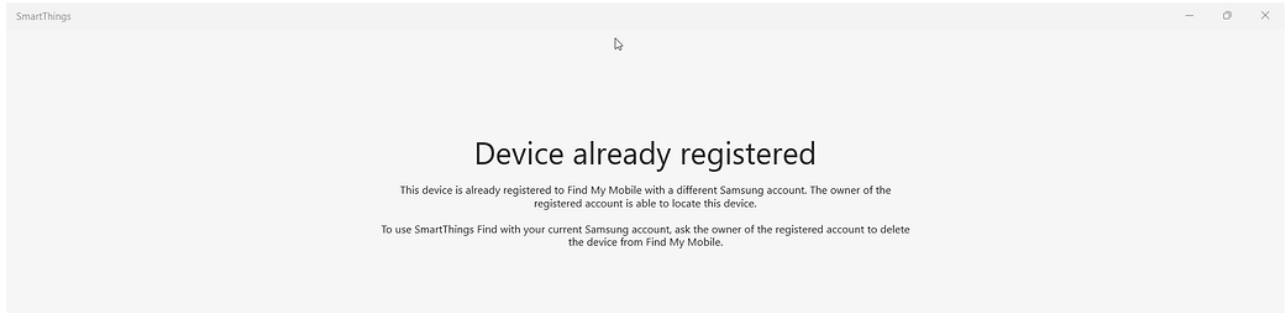 SmartThings
Device already registered
This device is already registered to Find My Mobile with a different Samsung account. The owner of the
registered account is able to locate this device.
To use SmartThings Find with your current Samsung account, ask the owner of the registered account to delete
the device from Find My Mobile.